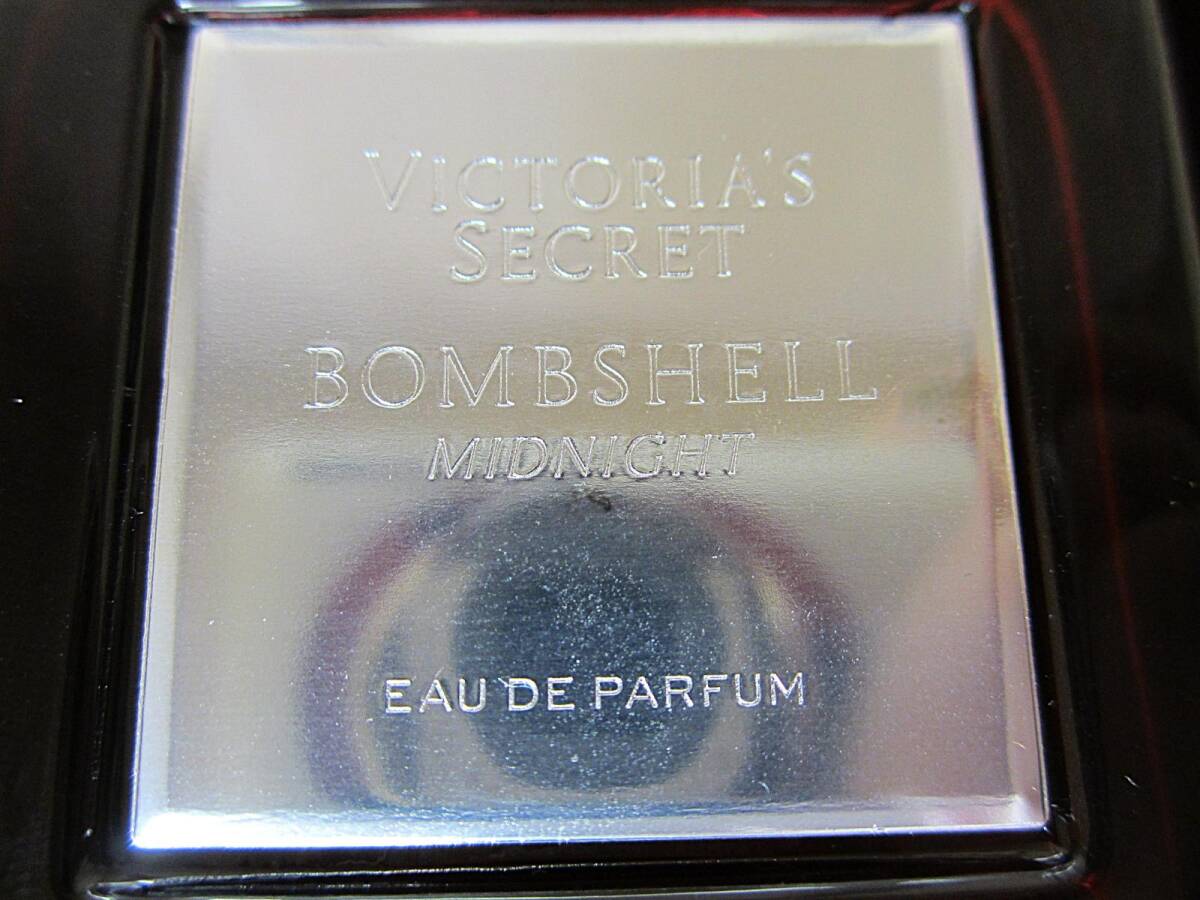 VICTORIA'S
SECRET
BOMBSHELL
MIDNIGHT
EAU DE PARFUM